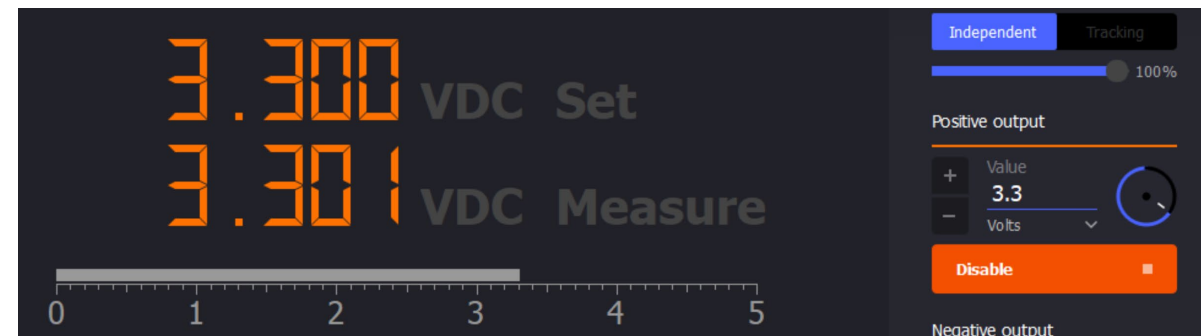 3.300 VDC Set
3.301 VDC Measure
0 1 2 3 4 5
Independent Tracking
100%
Positive output
+ Value
3.3
− Volts
Disable
Negative output